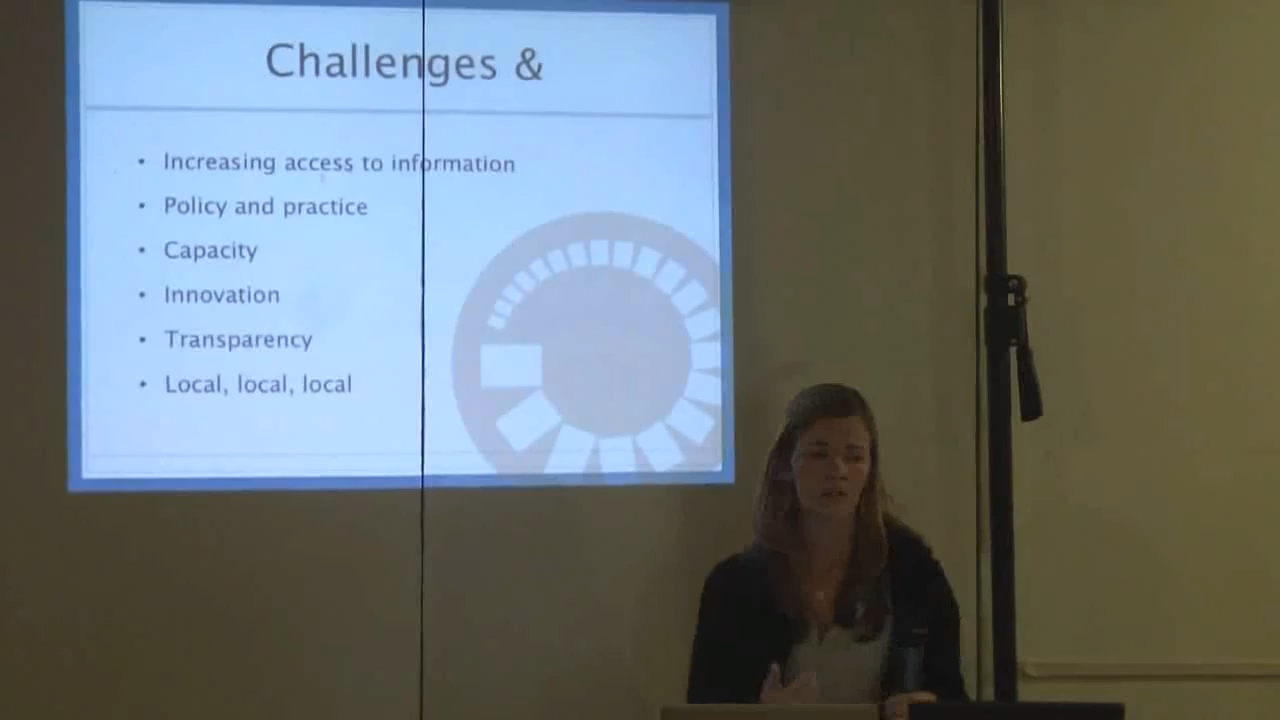 Challenges &
• Increasing access to information
• Policy and practice
• Capacity
• Innovation
• Transparency
• Local, local, local